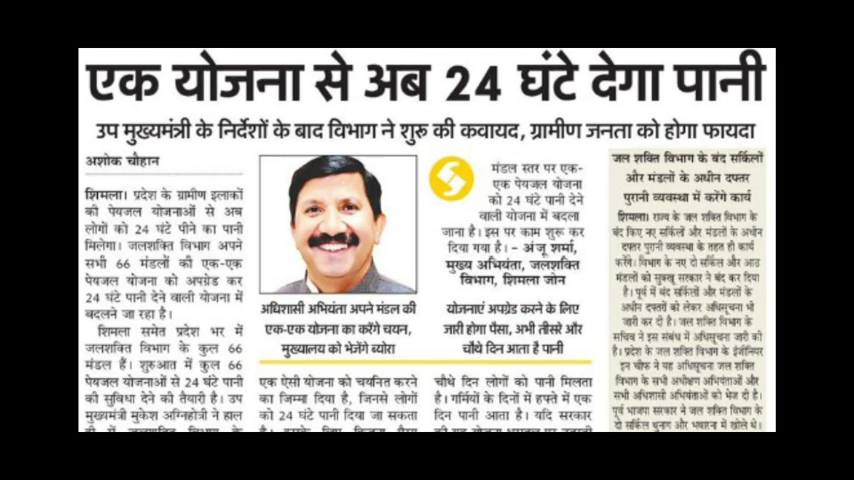 एक योजना से अब 24 घंटे देगा पानी
उप मुख्यमंत्री के निर्देशों के बाद विभाग ने शुरू की कवायद, ग्रामीण जनता को होगा फायदा
अशोक चौहान
शिमला। प्रदेश के ग्रामीण इलाकों
की पेयजल योजनाओं से अब
लोगों को 24 घंटे पीने का पानी
मिलेगा। जलशक्ति विभाग अपने
सभी 66 मंडलों की एक-एक
पेयजल योजना को अपग्रेड कर
24 घंटे पानी देने वाली योजना में
बदलने जा रहा है।
शिमला समेत प्रदेश भर में
जलशक्ति विभाग के कुल 66
मंडल हैं। शुरुआत में कुल 66
पेयजल योजनाओं से 24 घंटे पानी
की सुविधा देने की तैयारी है। उप
मुख्यमंत्री मुकेश अग्निहोत्री ने हाल
अधिशासी अभियंता अपने मंडल की
एक-एक योजना का करेंगे चयन,
मुख्यालय को भेजेंगे ब्योरा
एक ऐसी योजना को चयनित करने
का जिम्मा दिया है, जिनसे लोगों
को 24 घंटे पानी दिया जा सकता
मंडल स्तर पर एक-
एक पेयजल योजना
को 24 घंटे पानी देने
वाली योजना में बदला
जाना है। इस पर काम शुरू कर
दिया गया है। - अंजू शर्मा,
मुख्य अभियंता, जलशक्ति
विभाग, शिमला जोन
योजनाएं अपग्रेड करने के लिए
जारी होगा पैसा, अभी तीसरे और
चौथे दिन आता है पानी
चौथे दिन लोगों को पानी मिलता
है। गर्मियों के दिनों में हफ्ते में एक
दिन पानी आता है। यदि सरकार
जल शक्ति विभाग के बंद सर्किलों
और मंडलों के अधीन दफ्तर
पुरानी व्यवस्था में करेंगे कार्य
शिमला। राज्य के जल शक्ति विभाग के
बंद किए नए सर्किलों और मंडलों के अधीन
दफ्तर पुरानी व्यवस्था के तहत ही कार्य
करेंगे। विभाग के नए दो सर्किल और आठ
मंडलों को सुक्खू सरकार ने बंद कर दिया
है। पूर्व में बंद सर्किलों और मंडलों के
अधीन दफ्तरों को लेकर अधिसूचना भी
जारी कर दी है। जल शक्ति विभाग के
सचिव ने इस संबंध में अधिसूचना जारी की
है। प्रदेश के जल शक्ति विभाग के इंजीनियर
इन चीफ ने यह अधिसूचना जल शक्ति
विभाग के सभी अधीक्षण अभियंताओं और
सभी अधिशासी अभियंताओं को भेज दी है।
पूर्व भाजपा सरकार ने जल शक्ति विभाग के
दो सर्किल थुनाग और भवारना में खोले थे।